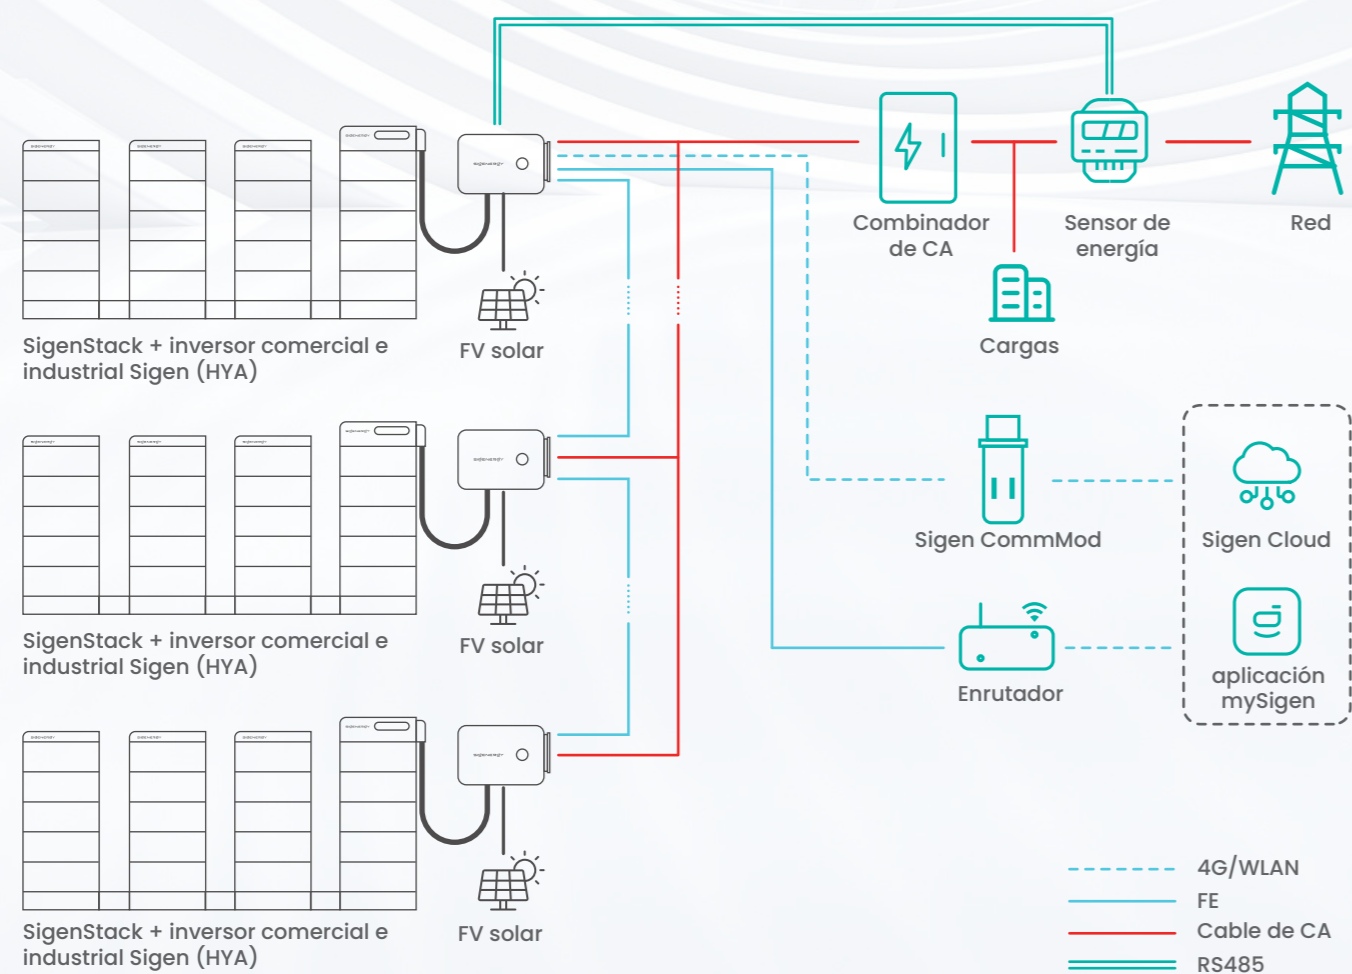 Combinador
de CA
Sensor de
energía
Red
SigenStack + inversor comercial e
industrial Sigen (HYA)
FV solar
Cargas
SigenStack + inversor comercial e
industrial Sigen (HYA)
FV solar
Sigen CommMod
Sigen Cloud
Enrutador
aplicación
mySigen
SigenStack + inversor comercial e
industrial Sigen (HYA)
FV solar
4G/WLAN
FE
Cable de CA
RS485